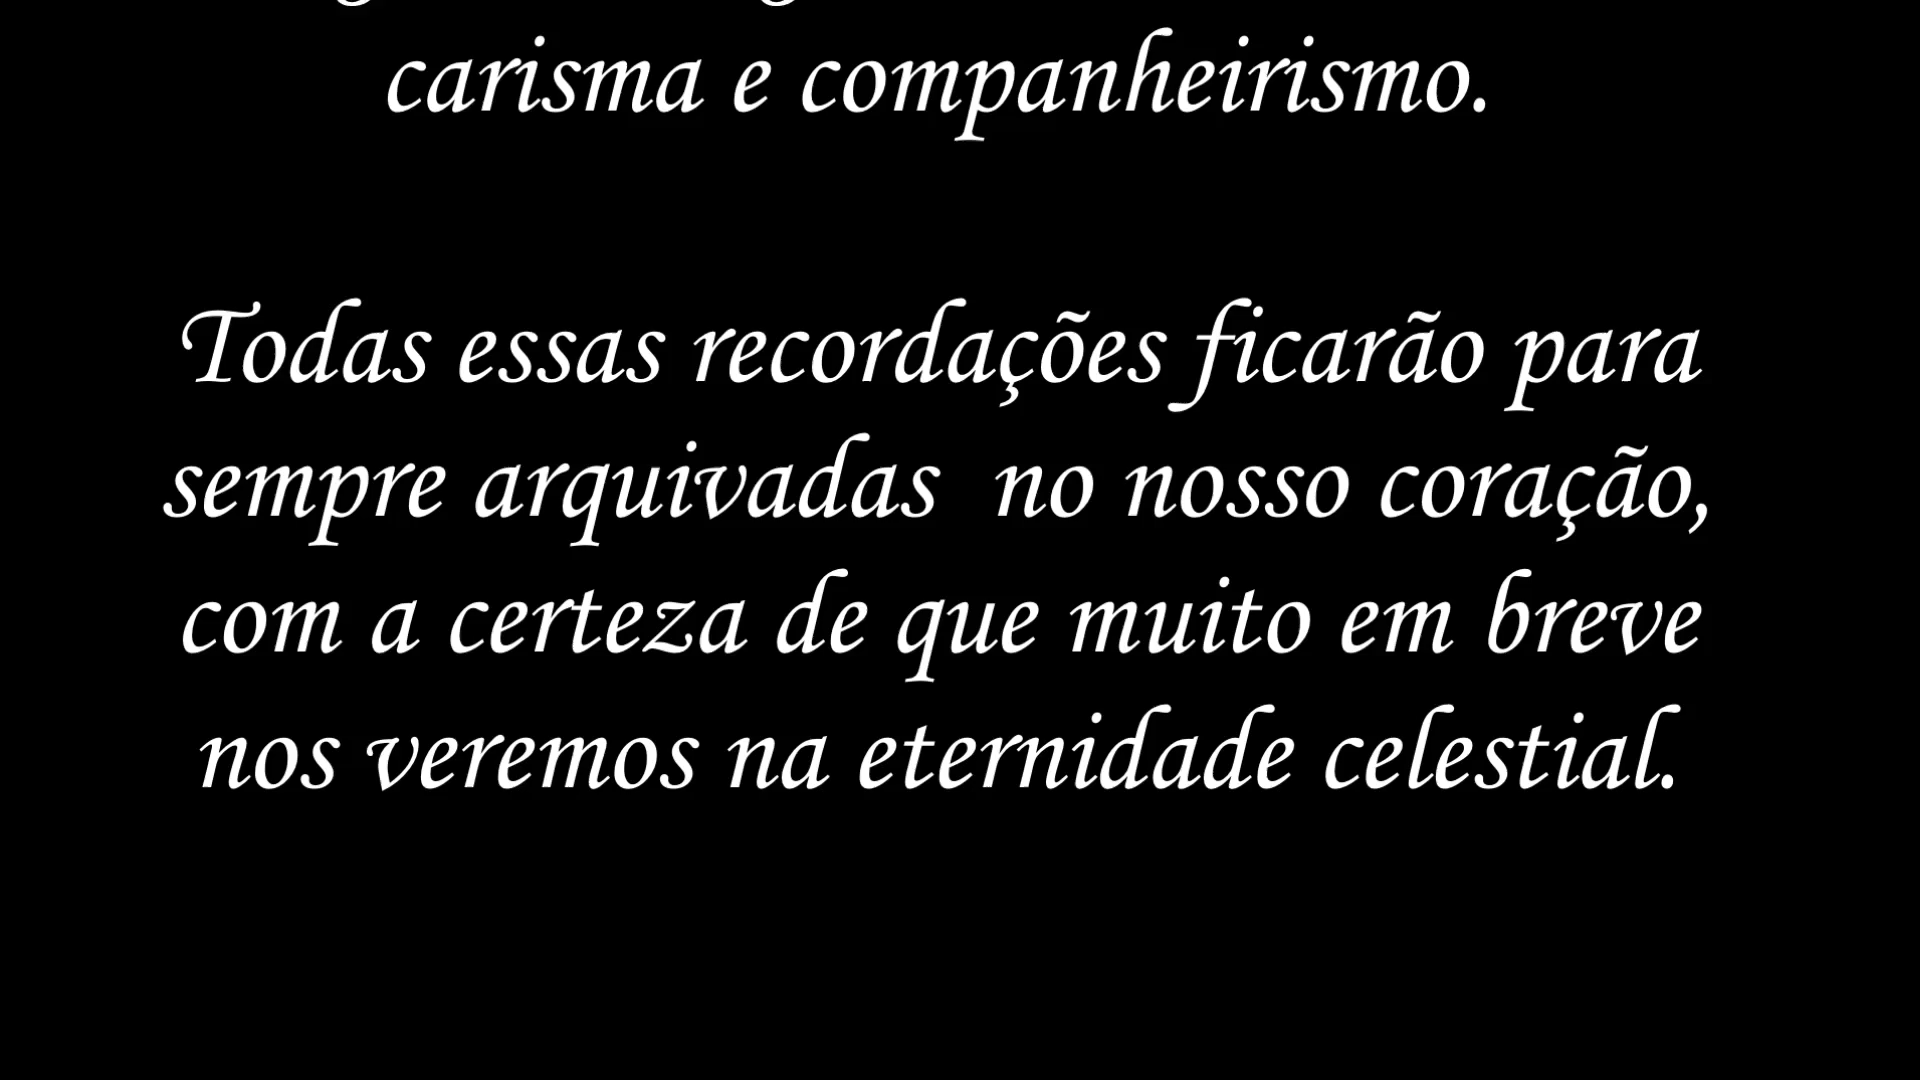 carisma e companheirismo.
Todas essas recordações ficarão para
sempre arquivadas  no nosso coração,
com a certeza de que muito em breve
nos veremos na eternidade celestial.